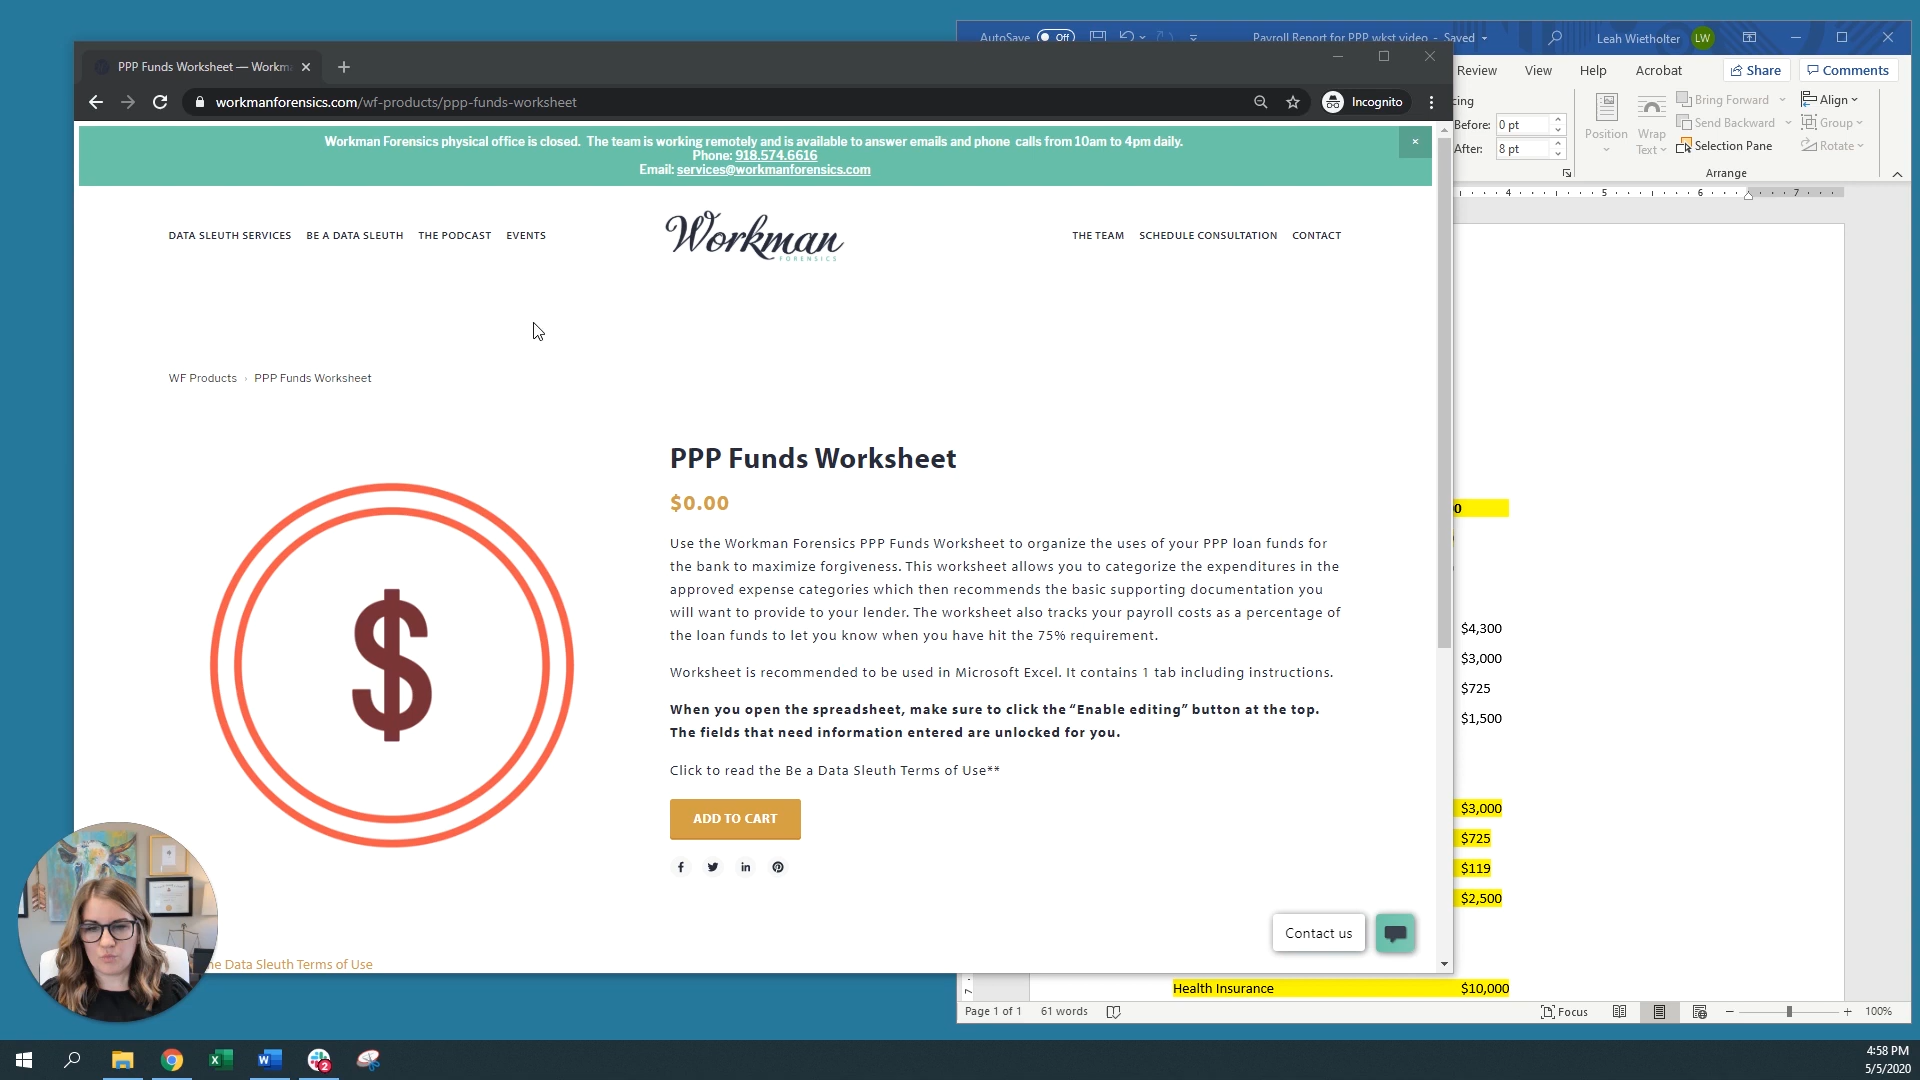 AutoSave Off
Payroll Report for PPP wkst video - Saved
Leah Wietholter LW
PPP Funds Worksheet — Workm
workmanforensics.com/wf-products/ppp-funds-worksheet
Incognito
Review View Help Acrobat Share Comments
cing
Before: 0 pt
After: 8 pt
Position
Wrap
Text
Bring Forward
Send Backward
Selection Pane
Align
Group
Rotate
Arrange
4 5 6 7
Workman Forensics physical office is closed. The team is working remotely and is available to answer emails and phone calls from 10am to 4pm daily.
Phone: 918.574.6616
Email: services@workmanforensics.com
DATA SLEUTH SERVICES BE A DATA SLEUTH THE PODCAST EVENTS
Workman
FORENSICS
THE TEAM SCHEDULE CONSULTATION CONTACT
WF Products › PPP Funds Worksheet
PPP Funds Worksheet
$0.00
Use the Workman Forensics PPP Funds Worksheet to organize the uses of your PPP loan funds for
the bank to maximize forgiveness. This worksheet allows you to categorize the expenditures in the
approved expense categories which then recommends the basic supporting documentation you
will want to provide to your lender. The worksheet also tracks your payroll costs as a percentage of
the loan funds to let you know when you have hit the 75% requirement.
Worksheet is recommended to be used in Microsoft Excel. It contains 1 tab including instructions.
When you open the spreadsheet, make sure to click the “Enable editing” button at the top.
The fields that need information entered are unlocked for you.
Click to read the Be a Data Sleuth Terms of Use**
ADD TO CART
$
Contact us
he Data Sleuth Terms of Use
0
$4,300
$3,000
$725
$1,500
$3,000
$725
$119
$2,500
Health Insurance $10,000
Page 1 of 1 61 words
Focus
100%
2
4:58 PM
5/5/2020